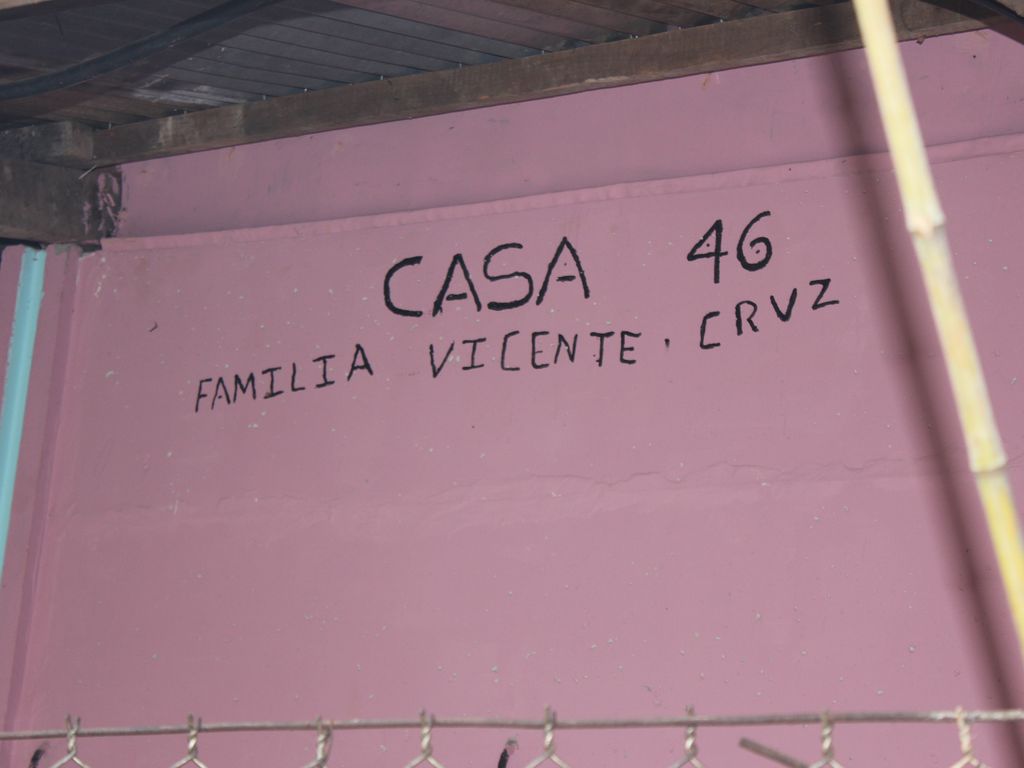 CASA 46
FAMILIA VICENTE. CRVZ